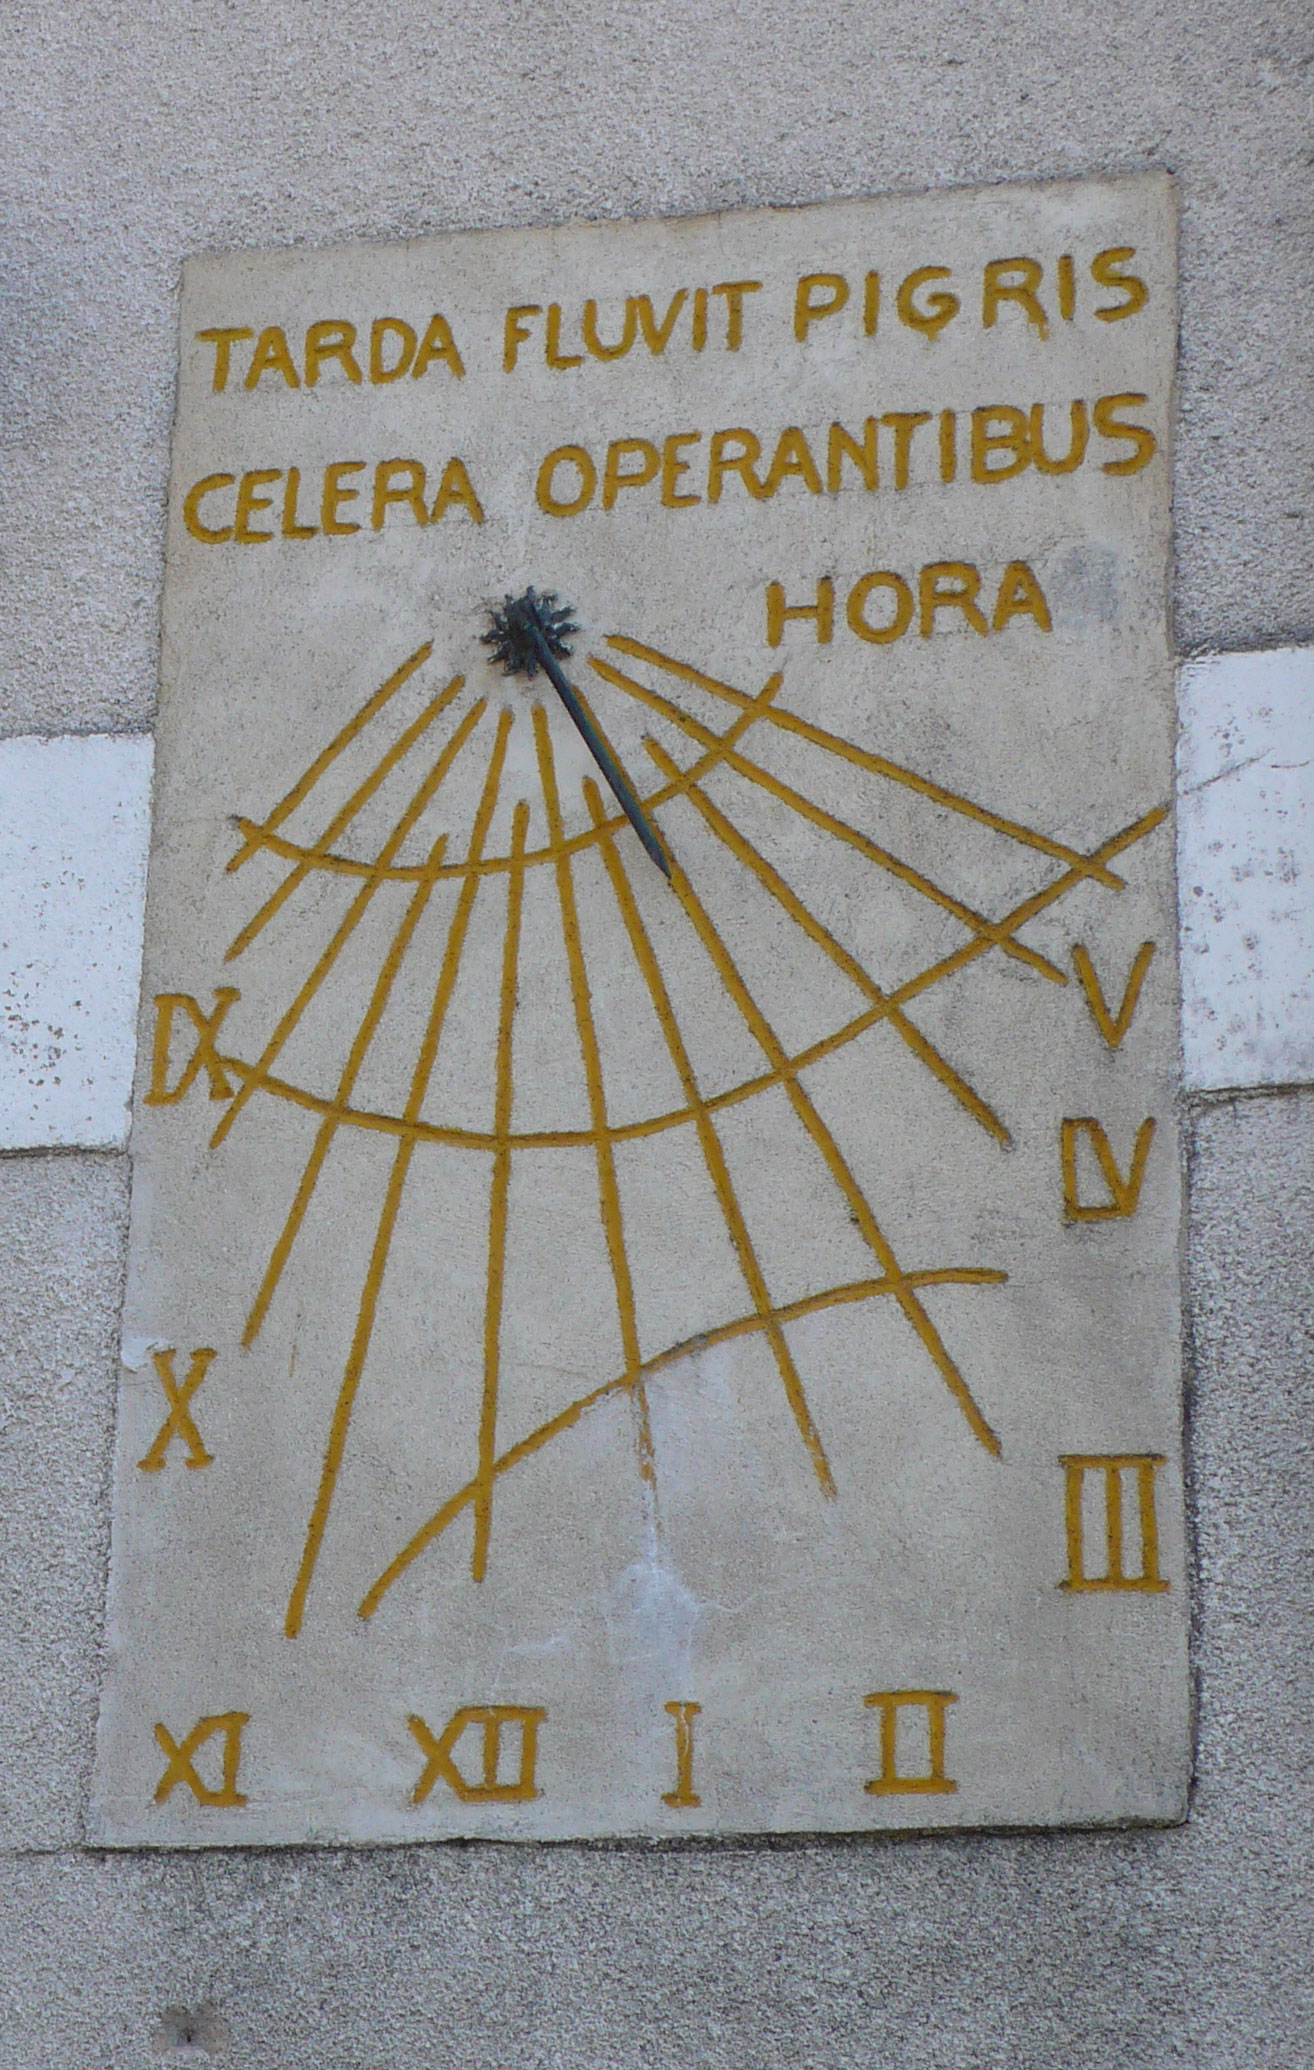 TARDA FLUVIT PIGRIS
CELERA OPERANTIBUS
HORA
IX
V
IV
X
III
XI XII I II